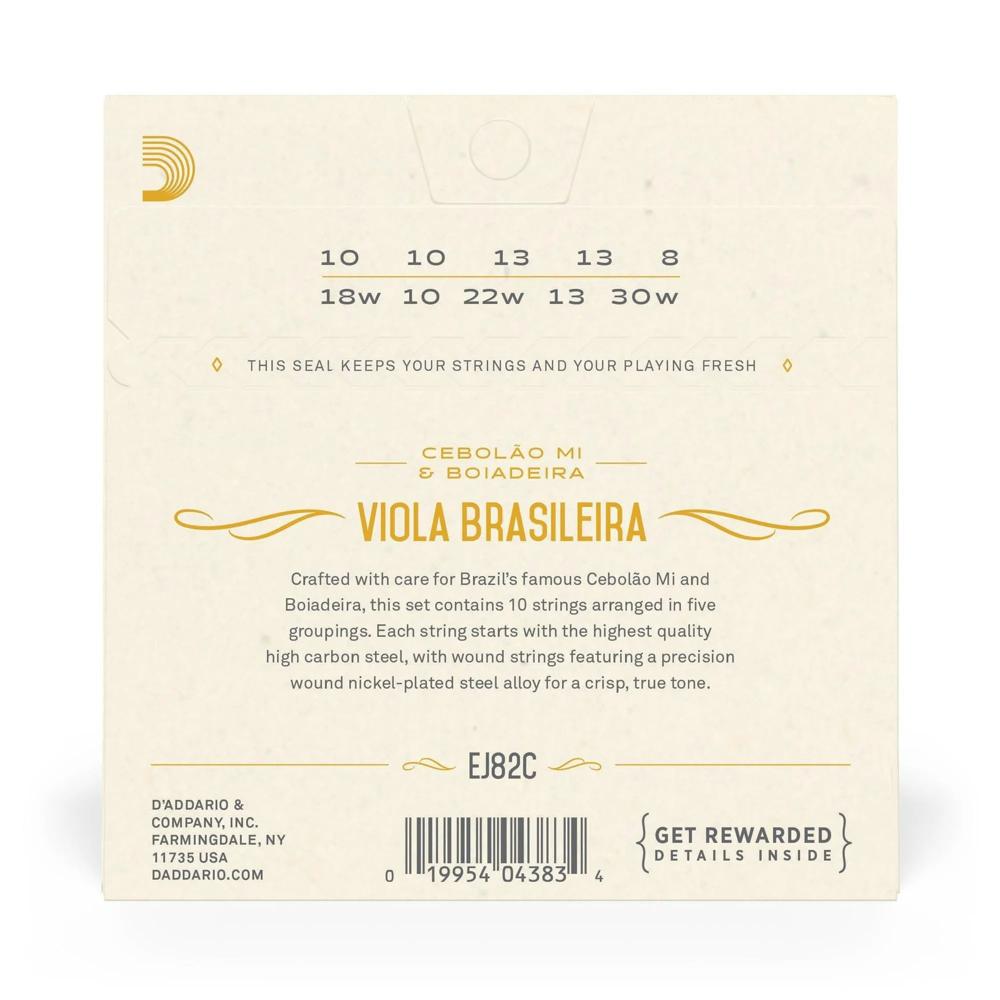 10 10 13 13 8
18w 10 22w 13 30w
THIS SEAL KEEPS YOUR STRINGS AND YOUR PLAYING FRESH
CEBOLÃO MI
& BOIADEIRA
VIOLA BRASILEIRA
Crafted with care for Brazil's famous Cebolão Mi and
Boiadeira, this set contains 10 strings arranged in five
groupings. Each string starts with the highest quality
high carbon steel, with wound strings featuring a precision
wound nickel-plated steel alloy for a crisp, true tone.
EJ82C
D'ADDARIO &
COMPANY, INC.
FARMINGDALE, NY
11735 USA
DADDARIO.COM
0 19954 04383 4
GET REWARDED
DETAILS INSIDE